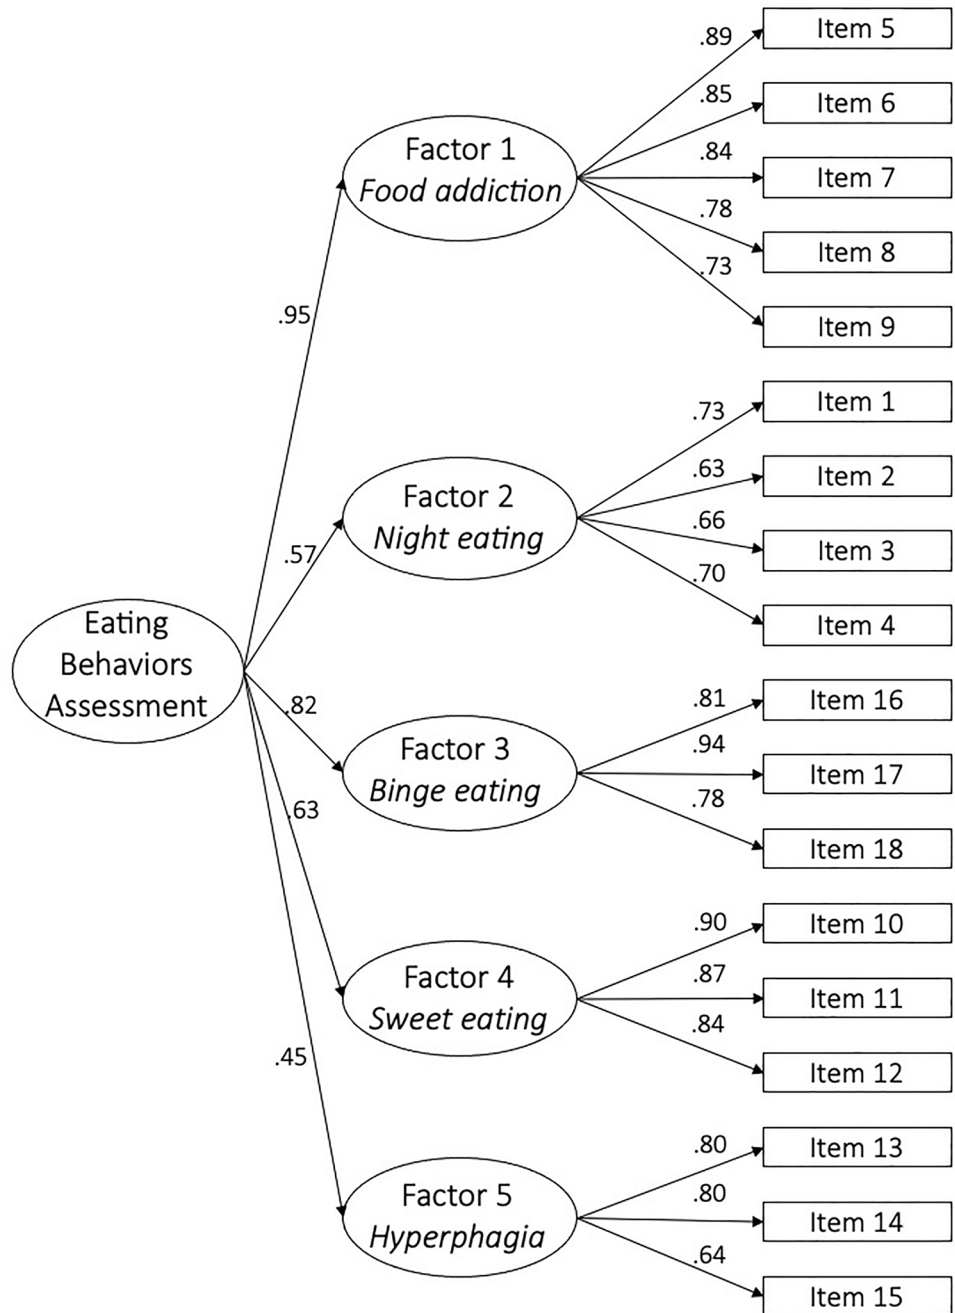 .89
Item 5
.85
Item 6
Factor 1
Food addiction
.84
Item 7
.78
Item 8
.73
Item 9
.95
.73
Item 1
.63
Item 2
Factor 2
Night eating
.66
Item 3
.70
Item 4
.57
Eating
Behaviors
Assessment
.82
.81
Item 16
.94
Item 17
Factor 3
Binge eating
.78
Item 18
.63
.90
Item 10
.87
Item 11
Factor 4
Sweet eating
.84
Item 12
.45
.80
Item 13
.80
Item 14
Factor 5
Hyperphagia
.64
Item 15